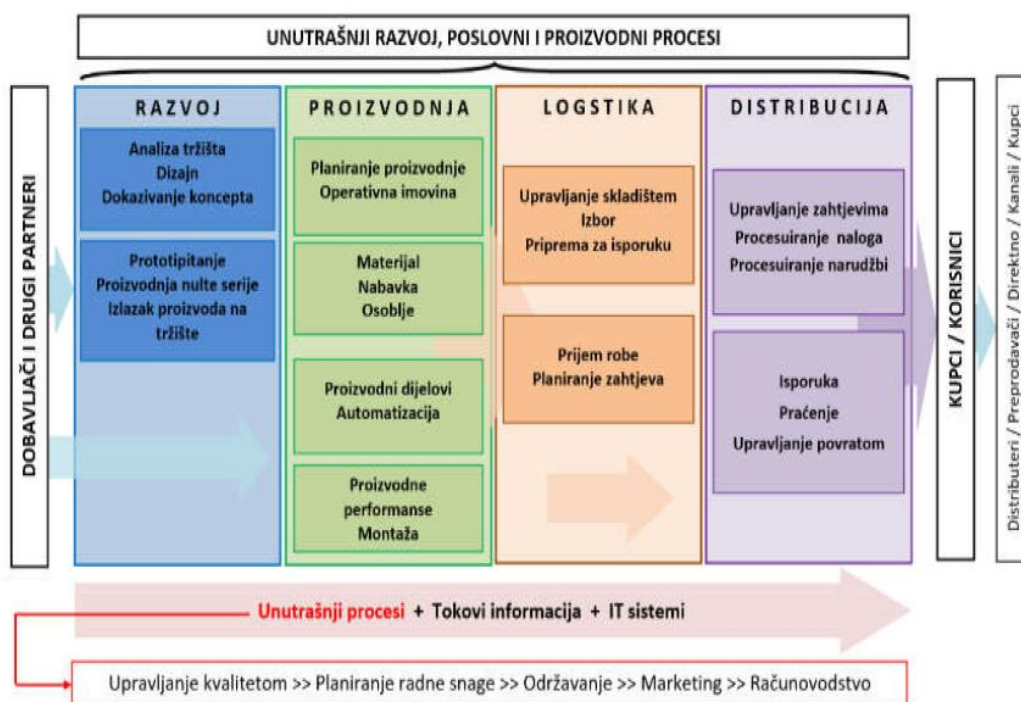 UNUTRAŠNJI RAZVOJ, POSLOVNI I PROIZVODNI PROCESI
DOBAVLJAČI I DRUGI PARTNERI
RAZVOJ
Analiza tržišta
Dizajn
Dokazivanje koncepta
Prototipitanje
Proizvodnja nulte serije
Izlazak proizvoda na
tržište
PROIZVODNJA
Planiranje proizvodnje
Operativna imovina
Materijal
Nabavka
Osoblje
Proizvodni dijelovi
Automatizacija
Proizvodne
performanse
Montaža
LOGSTIKA
Upravljanje skladištem
Izbor
Priprema za isporuku
Prijem robe
Planiranje zahtjeva
DISTRIBUCIJA
Upravljanje zahtjevima
Procesuiranje naloga
Procesuiranje narudžbi
Isporuka
Praćenje
Upravljanje povratom
KUPCI / KORISNICI
Distributeri / Preprodavači / Direktno / Kanali / Kupci
Unutrašnji procesi + Tokovi informacija + IT sistemi
Upravljanje kvalitetom >> Planiranje radne snage >> Održavanje >> Marketing >> Računovodstvo